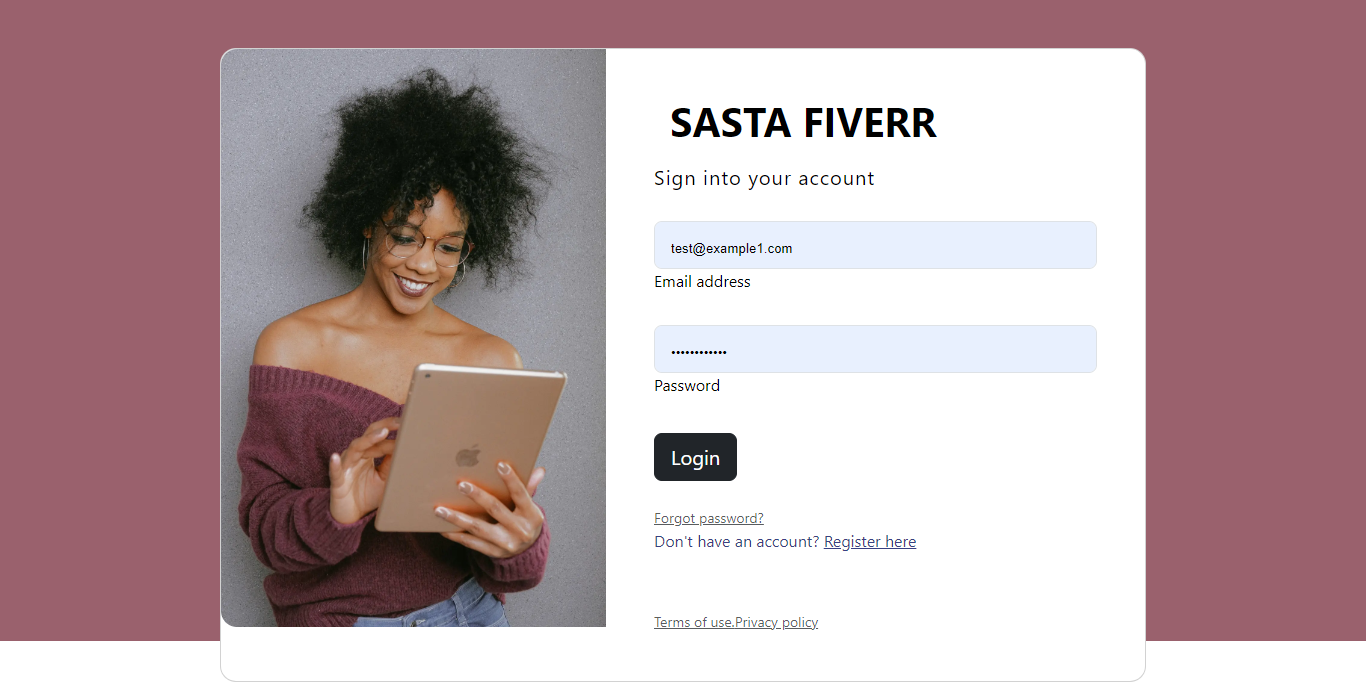 SASTA FIVERR
Sign into your account
test@example1.com
Email address
••••••••••••
Password
Login
Forgot password?
Don't have an account? Register here
Terms of use.Privacy policy